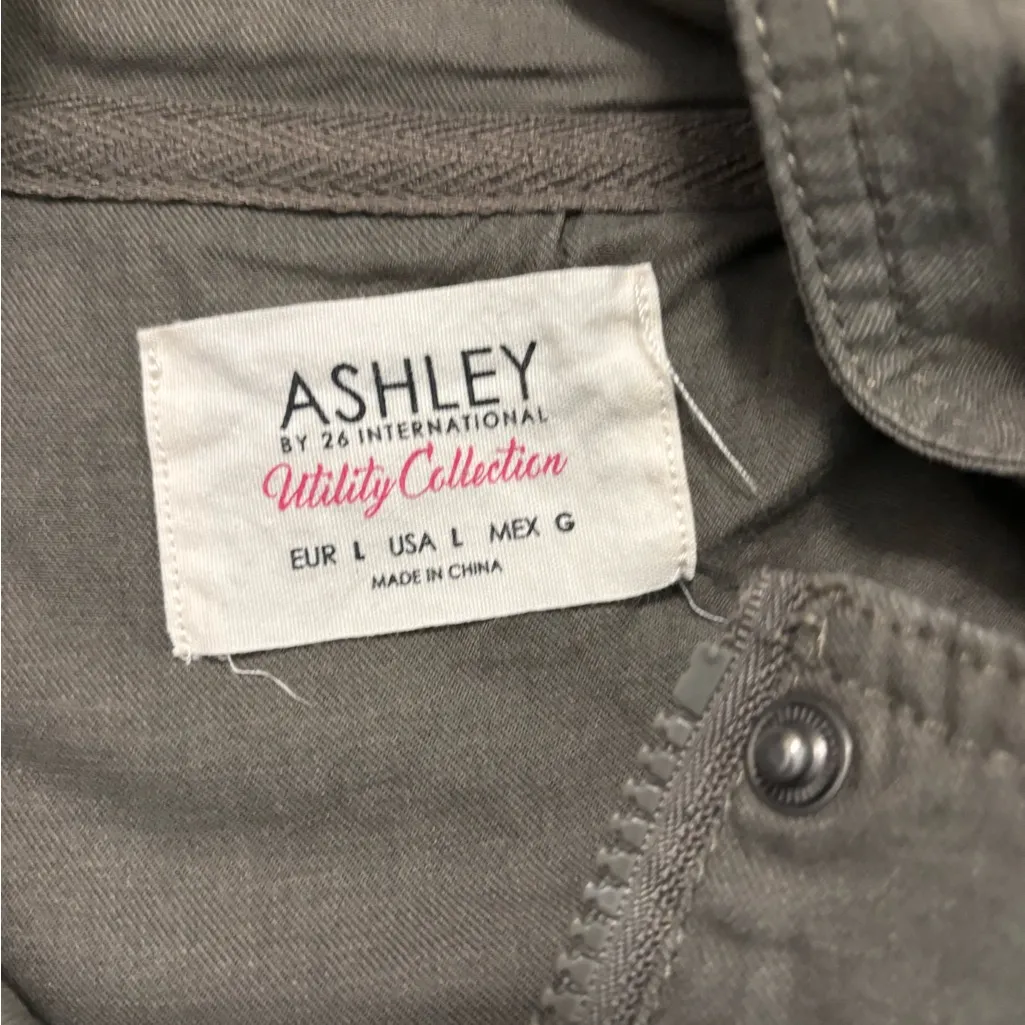 ASHLEY
BY 26 INTERNATIONAL
Utility Collection
EUR L USA L MEX G
MADE IN CHINA